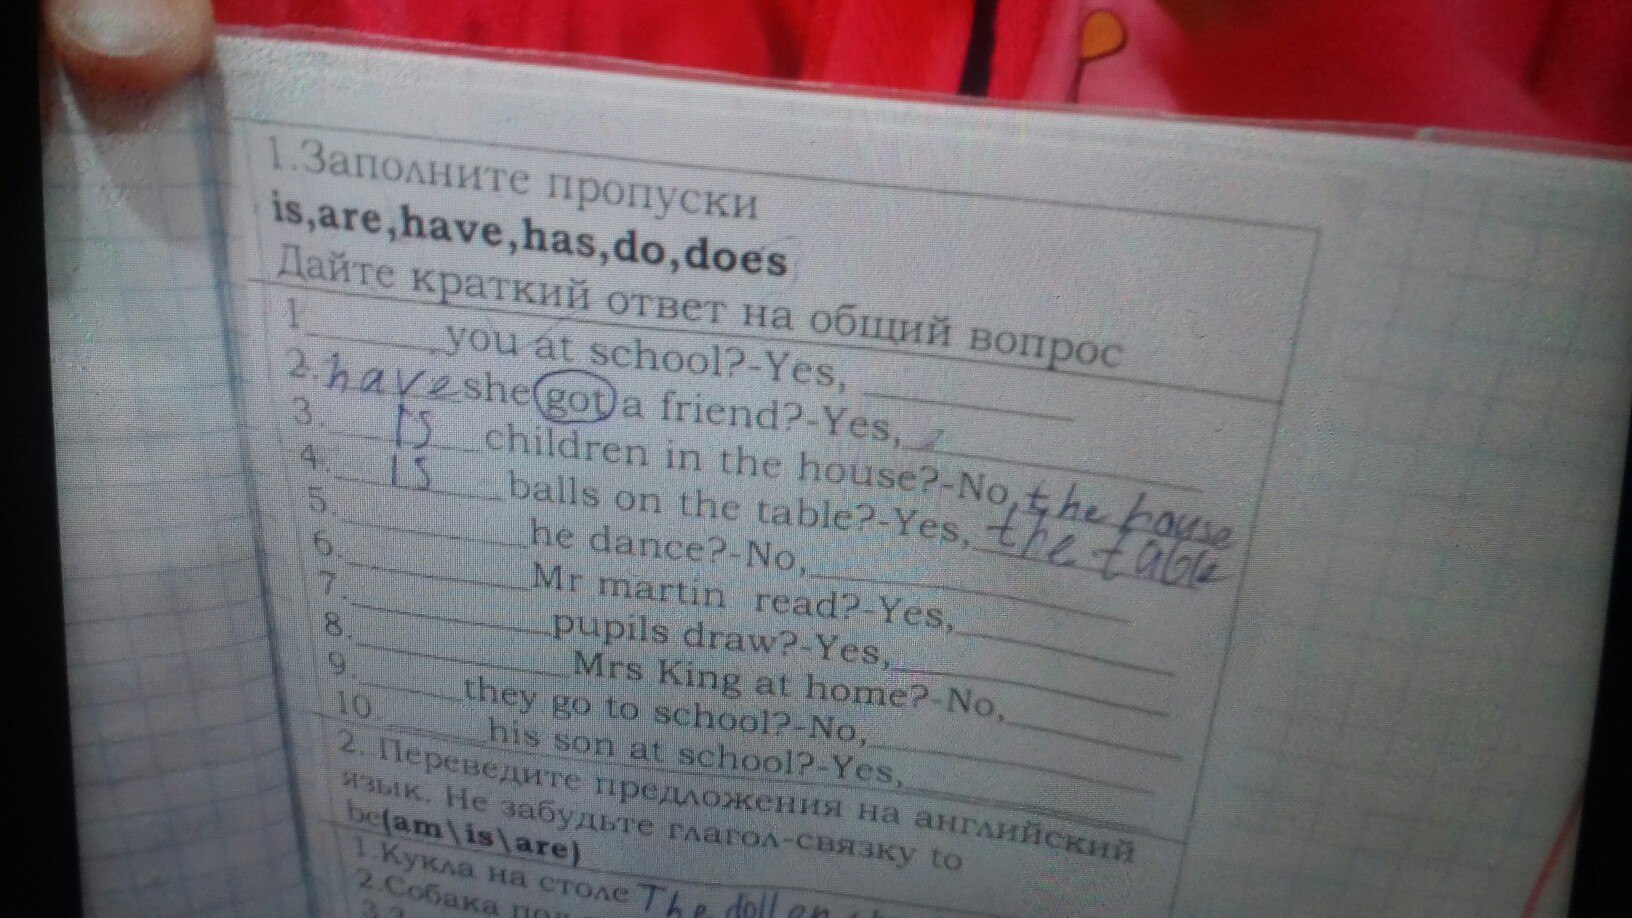 1.Заполните пропуски
is,are,have,has,do,does
Дайте краткий ответ на общий вопрос
1.______you at school?-Yes, ________
2.have she got a friend?-Yes,________
3. is children in the house?-No, the house
4. is balls on the table?-Yes, the table
5.________he dance?-No,________
6.________Mr martin read?-Yes,________
7.________pupils draw?-Yes,________
8.________Mrs King at home?-No,________
9.______they go to school?-No,________
10.______his son at school?-Yes,________
2. Переведите предложения на английский
язык. Не забудьте глагол-связку to
be(am\is\are)
1.Кукла на столе The doll on
2.Собака